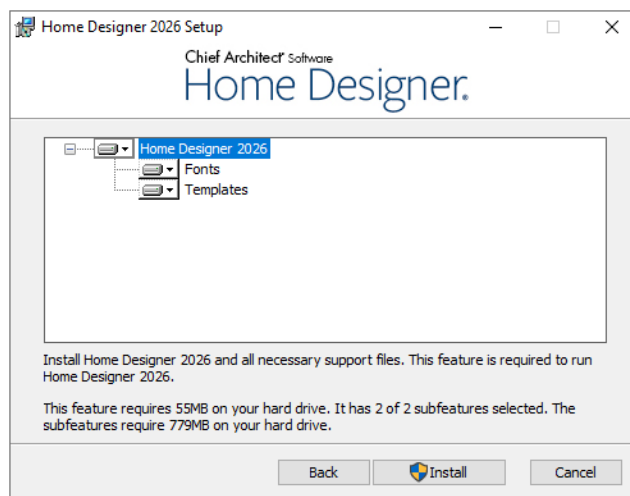 Home Designer 2026 Setup
Chief Architect® Software
Home Designer®
Home Designer 2026
Fonts
Templates
Install Home Designer 2026 and all necessary support files. This feature is required to run
Home Designer 2026.
This feature requires 55MB on your hard drive. It has 2 of 2 subfeatures selected. The
subfeatures require 779MB on your hard drive.
Back
Install
Cancel